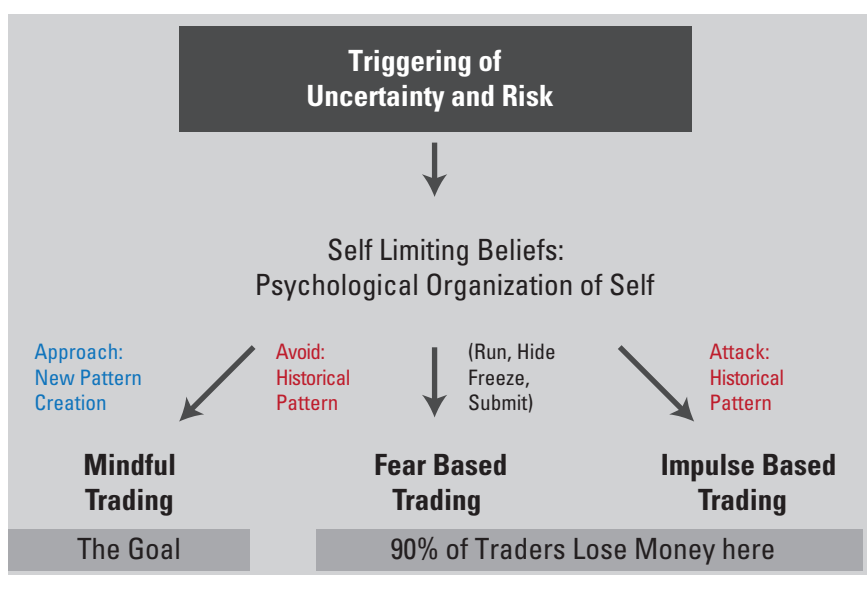 Triggering of
Uncertainty and Risk
Self Limiting Beliefs:
Psychological Organization of Self
Approach:
New Pattern
Creation
Avoid:
Historical
Pattern
(Run, Hide
Freeze,
Submit)
Attack:
Historical
Pattern
Mindful
Trading
Fear Based
Trading
Impulse Based
Trading
The Goal
90% of Traders Lose Money here